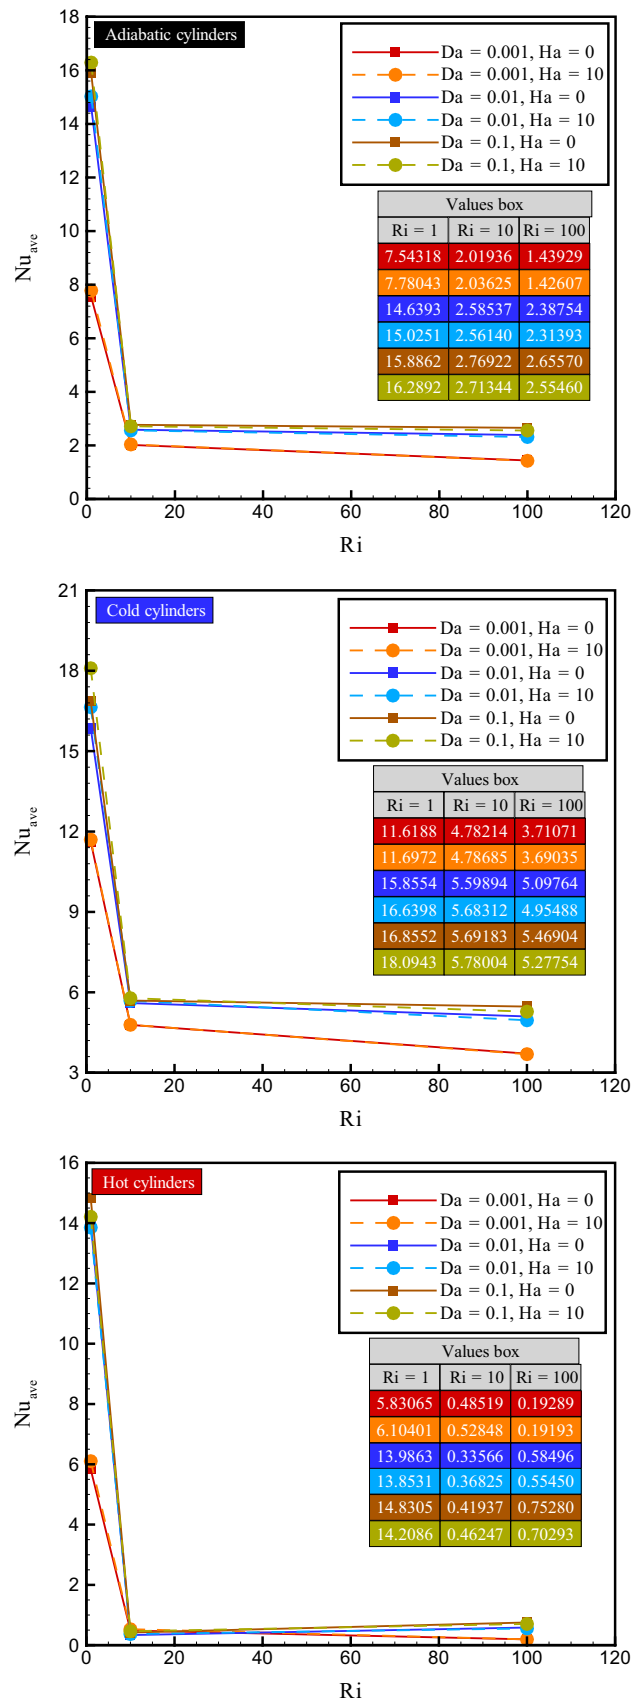 Adiabatic cylinders
Da = 0.001, Ha = 0
Da = 0.001, Ha = 10
Da = 0.01, Ha = 0
Da = 0.01, Ha = 10
Da = 0.1, Ha = 0
Da = 0.1, Ha = 10
Values box
Ri = 1 Ri = 10 Ri = 100
7.54318 2.01936 1.43929
7.78043 2.03625 1.42607
14.6393 2.58537 2.38754
15.0251 2.56140 2.31393
15.8862 2.76922 2.65570
16.2892 2.71344 2.55460
18
16
14
12
10
8
6
4
2
0
Nu_ave
0 20 40 60 80 100 120
Ri
Cold cylinders
Da = 0.001, Ha = 0
Da = 0.001, Ha = 10
Da = 0.01, Ha = 0
Da = 0.01, Ha = 10
Da = 0.1, Ha = 0
Da = 0.1, Ha = 10
Values box
Ri = 1 Ri = 10 Ri = 100
11.6188 4.78214 3.71071
11.6972 4.78685 3.69035
15.8554 5.59894 5.09764
16.6398 5.68312 4.95488
16.8552 5.69183 5.46904
18.0943 5.78004 5.27754
21
18
15
12
9
6
3
Nu_ave
0 20 40 60 80 100 120
Ri
Hot cylinders
Da = 0.001, Ha = 0
Da = 0.001, Ha = 10
Da = 0.01, Ha = 0
Da = 0.01, Ha = 10
Da = 0.1, Ha = 0
Da = 0.1, Ha = 10
Values box
Ri = 1 Ri = 10 Ri = 100
5.83065 0.48519 0.19289
6.10401 0.52848 0.19193
13.9863 0.33566 0.58496
13.8531 0.36825 0.55450
14.8305 0.41937 0.75280
14.2086 0.46247 0.70293
16
14
12
10
8
6
4
2
0
Nu_ave
0 20 40 60 80 100 120
Ri